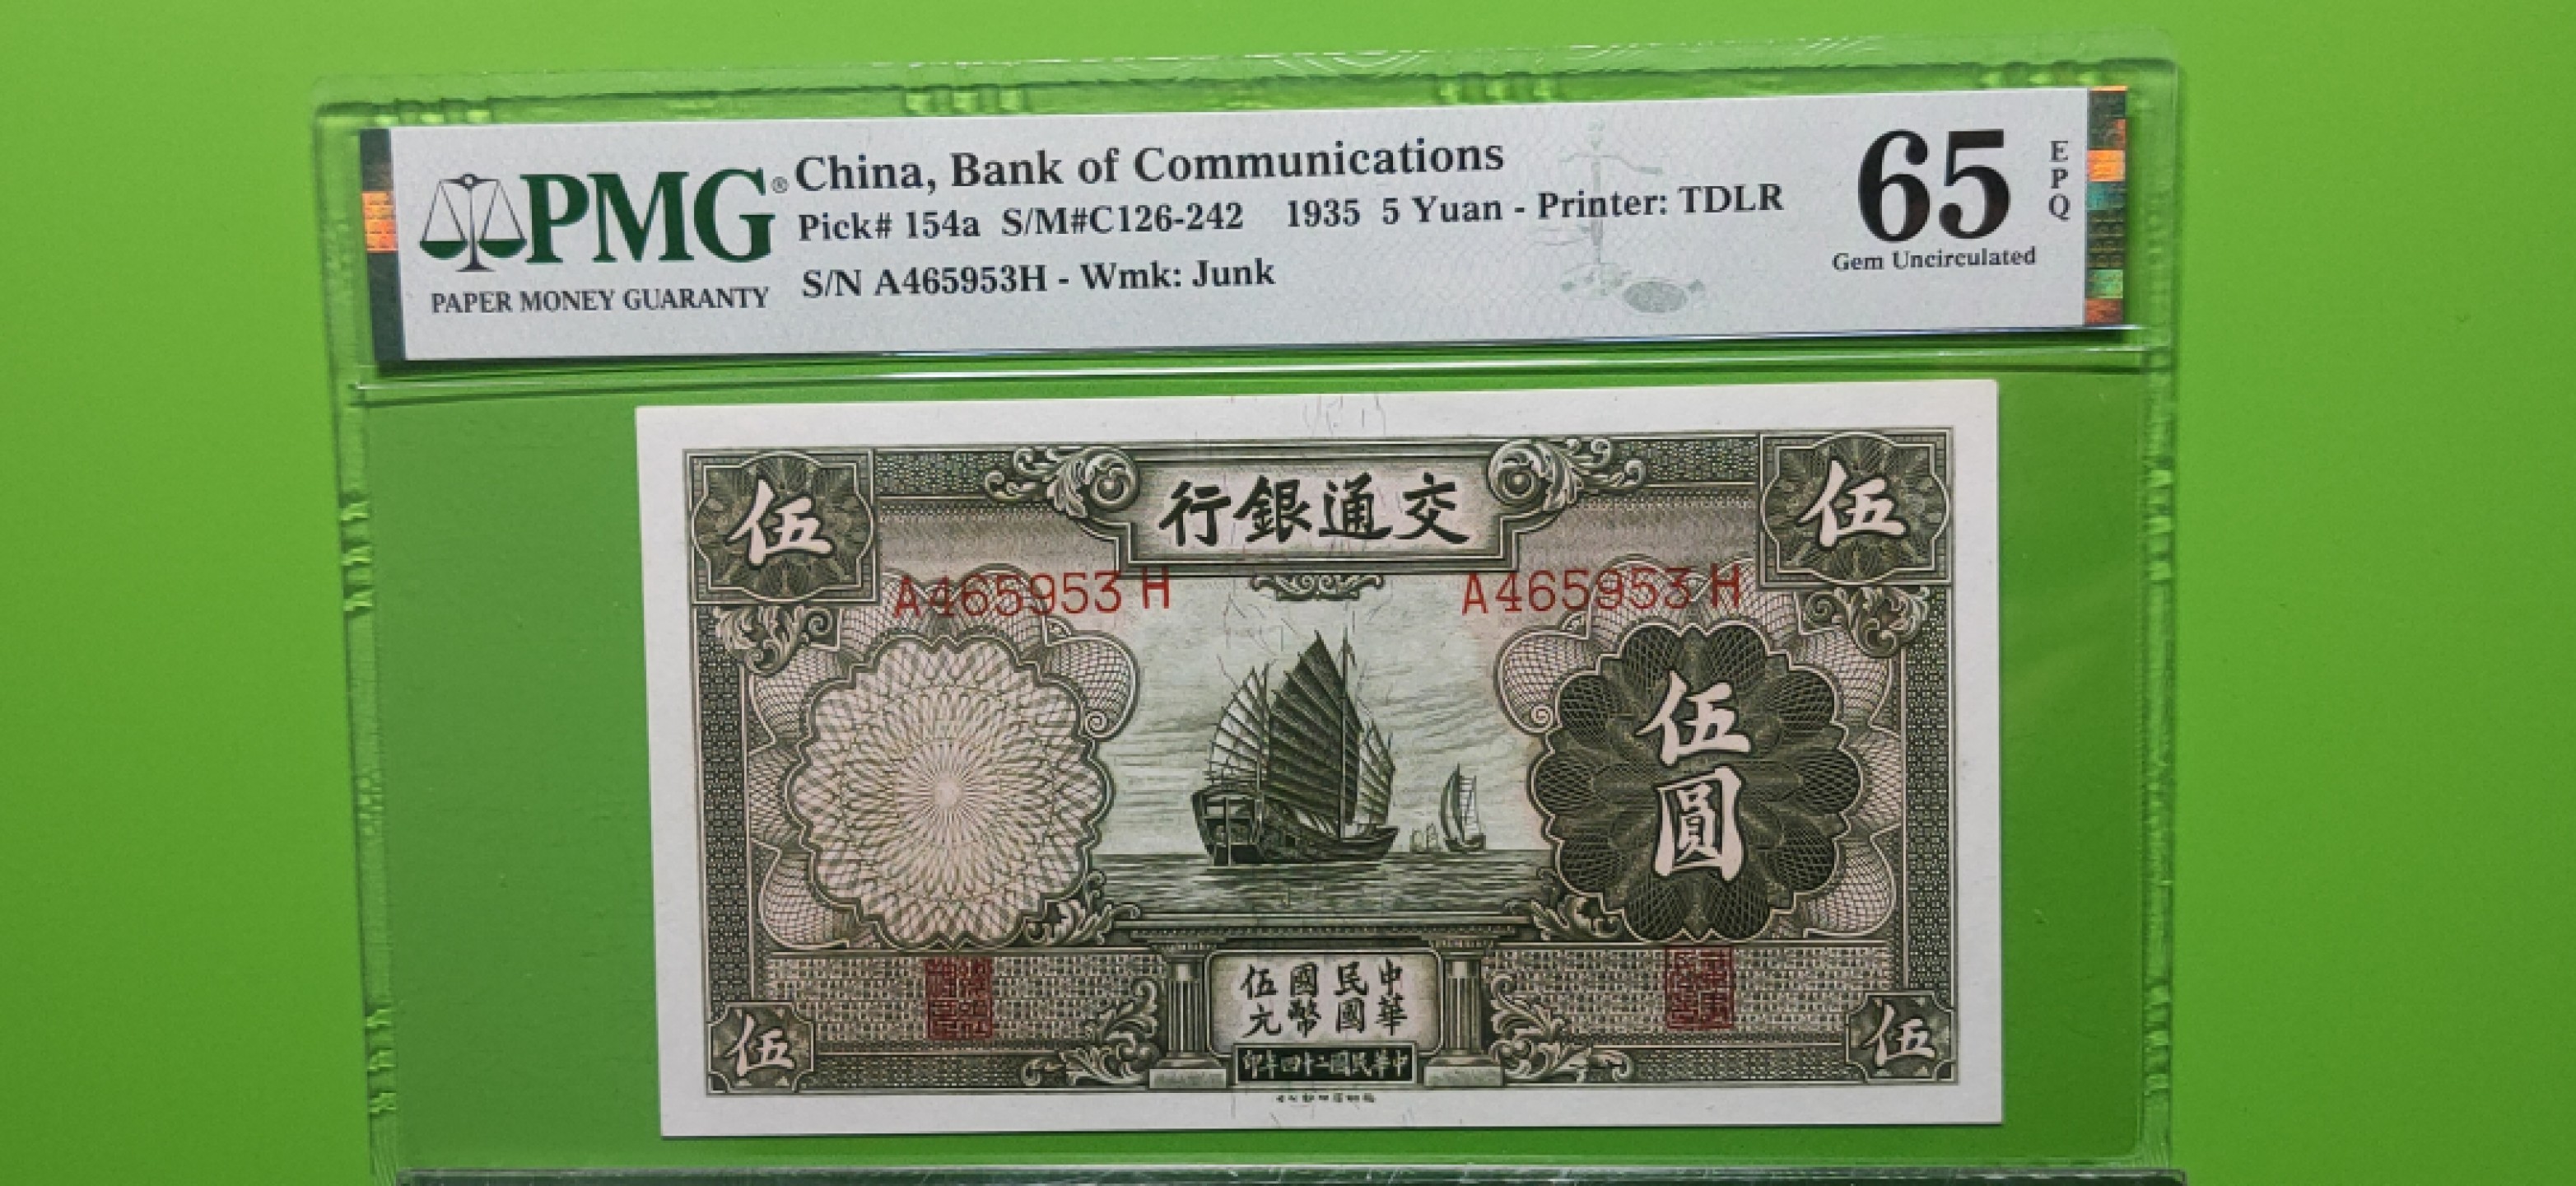 PMG®
PAPER MONEY GUARANTY
China, Bank of Communications
Pick# 154a S/M#C126-242 1935 5 Yuan - Printer: TDLR
S/N A465953H - Wmk: Junk
65
EPQ
Gem Uncirculated
伍
行銀通交
伍
A465953H
A465953H
伍圓
中華
民國
國幣
伍元
印年四十二國民華中
伍
伍